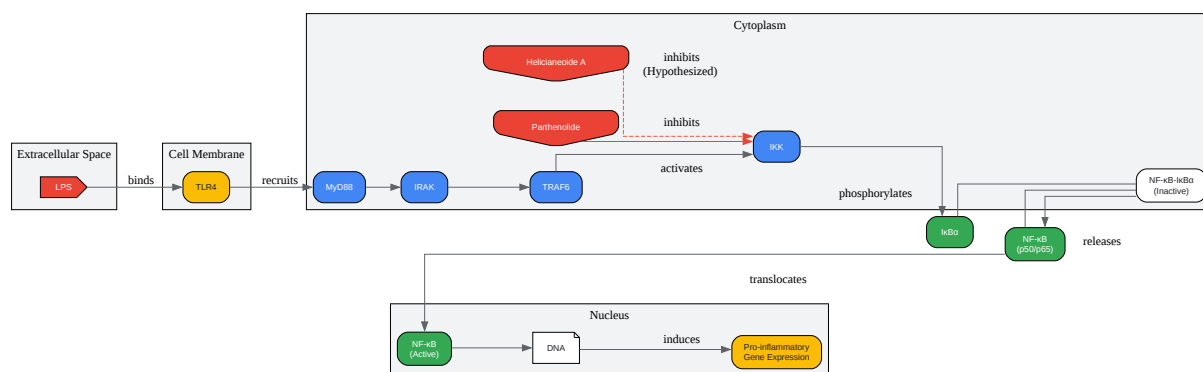 Cytoplasm
Helicianeoide A
inhibits
(Hypothesized)
Parthenolide
inhibits
IKK
activates
Extracellular Space
LPS
binds
Cell Membrane
TLR4
recruits
MyD88
IRAK
TRAF6
phosphorylates
NF-κB-IκBα
(Inactive)
IκBα
NF-κB
(p50/p65)
releases
translocates
Nucleus
NF-κB
(Active)
DNA
induces
Pro-inflammatory
Gene Expression